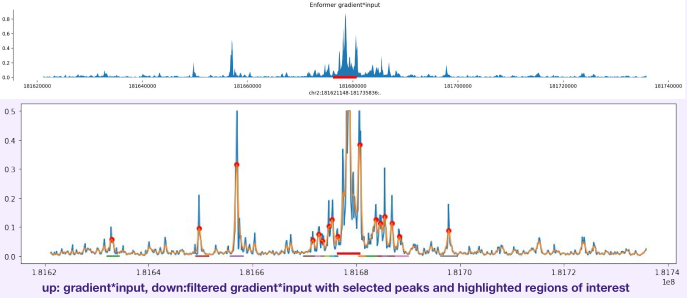 Enformer gradient*input
0.8
0.6
0.4
0.2
0.0
181620000 181640000 181660000 181680000 181700000 181720000 181740000
chr2:181621148-181735836:.
0.5
0.4
0.3
0.2
0.1
0.0
1.8162 1.8164 1.8166 1.8168 1.8170 1.8172 1.8174
1e8
up: gradient*input, down:filtered gradient*input with selected peaks and highlighted regions of interest